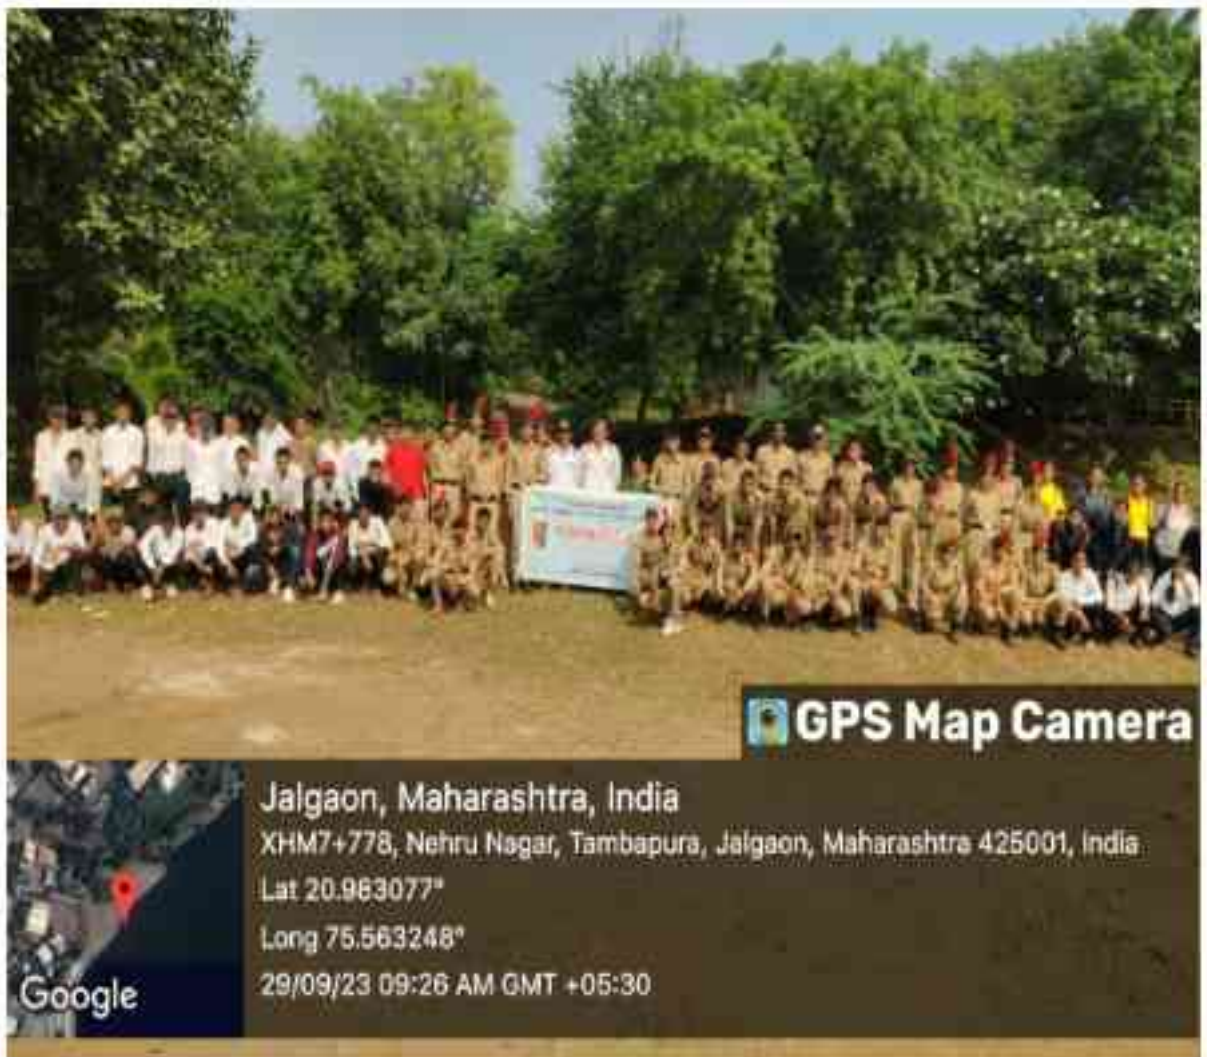 GPS Map Camera
Jalgaon, Maharashtra, India
XHM7+778, Nehru Nagar, Tambapura, Jalgaon, Maharashtra 425001, India
Lat 20.983077°
Long 75.563248°
29/09/23 09:26 AM GMT +05:30
Google